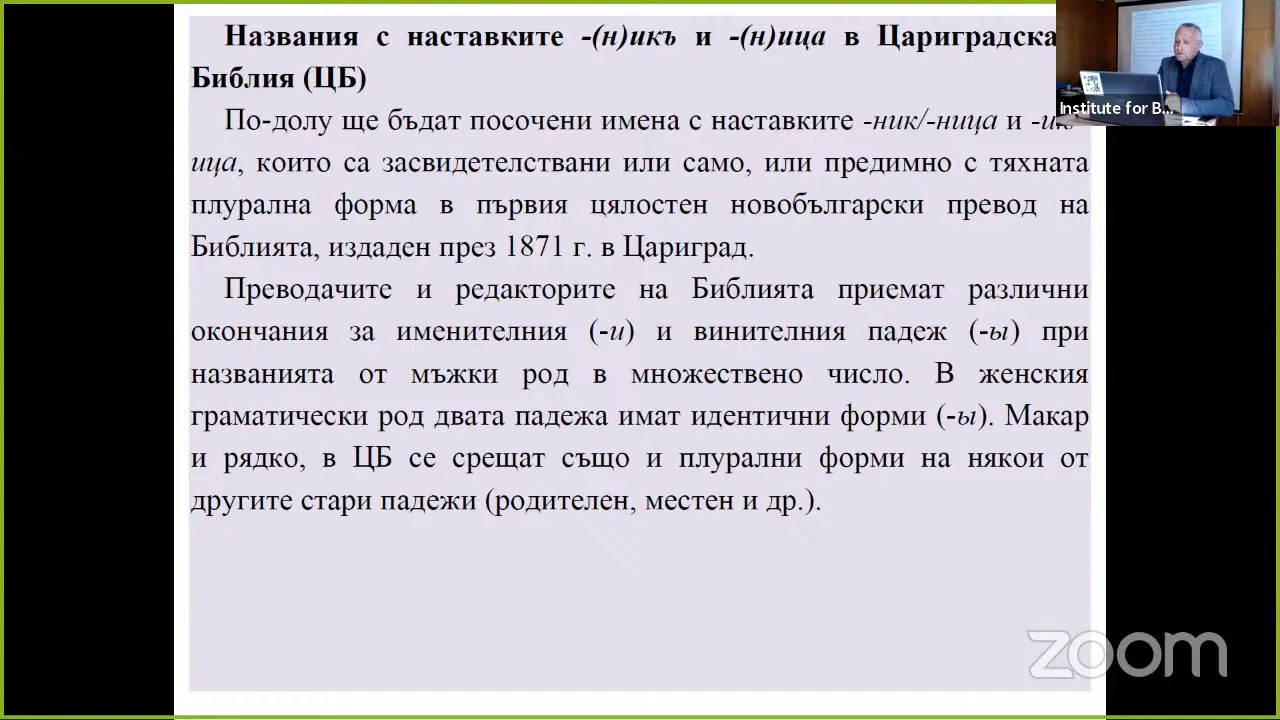 Названия с наставките -(н)икъ и -(н)ица в Цариградска
Библия (ЦБ)
По-долу ще бъдат посочени имена с наставките -ник/-ница и -ик/
ица, които са засвидетелствани или само, или предимно с тяхната
плурална форма в първия цялостен новобългарски превод на
Библията, издаден през 1871 г. в Цариград.
Преводачите и редакторите на Библията приемат различни
окончания за именителния (-и) и винителния падеж (-ы) при
названията от мъжки род в множествено число. В женския
граматически род двата падежа имат идентични форми (-ы). Макар
и рядко, в ЦБ се срещат също и плурални форми на някои от
другите стари падежи (родителен, местен и др.).
Institute for B...
zoom